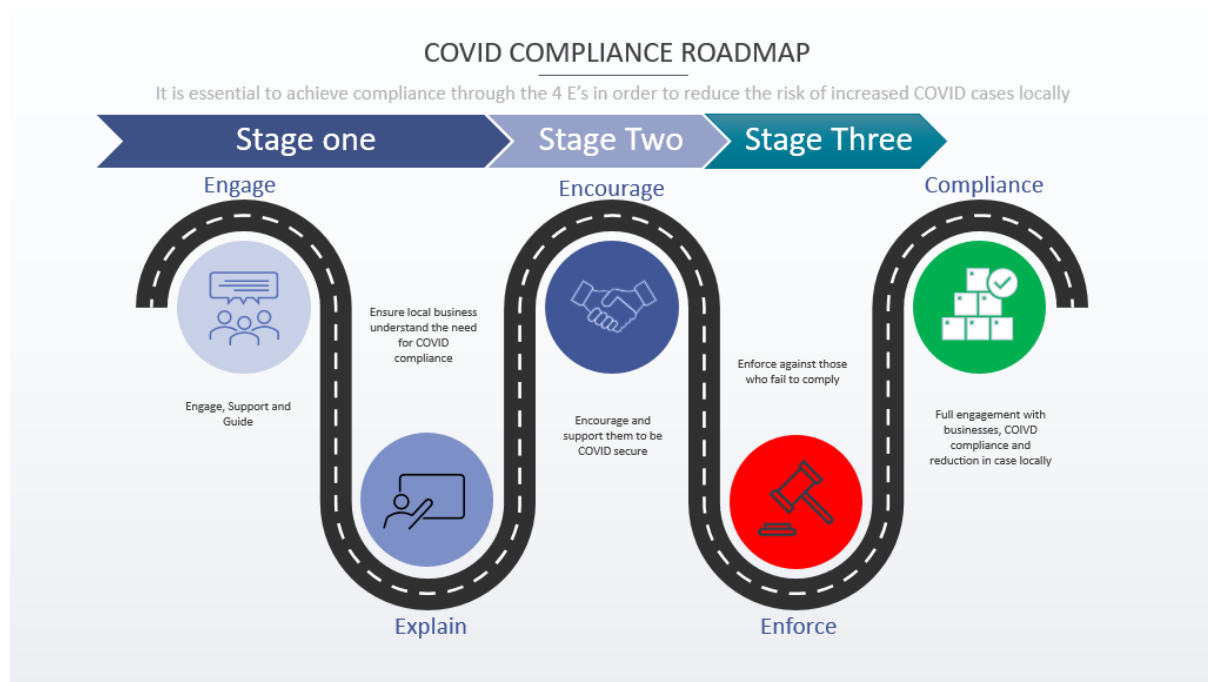 COVID COMPLIANCE ROADMAP
It is essential to achieve compliance through the 4 E's in order to reduce the risk of increased COVID cases locally
Stage one
Stage Two
Stage Three
Engage
Encourage
Compliance
Ensure local business
understand the need
for COVID
compliance
Enforce against those
who fail to comply
Engage, Support and
Guide
Encourage and
support them to be
COVID secure
Full engagement with
businesses, COIVD
compliance and
reduction in case locally
Explain
Enforce